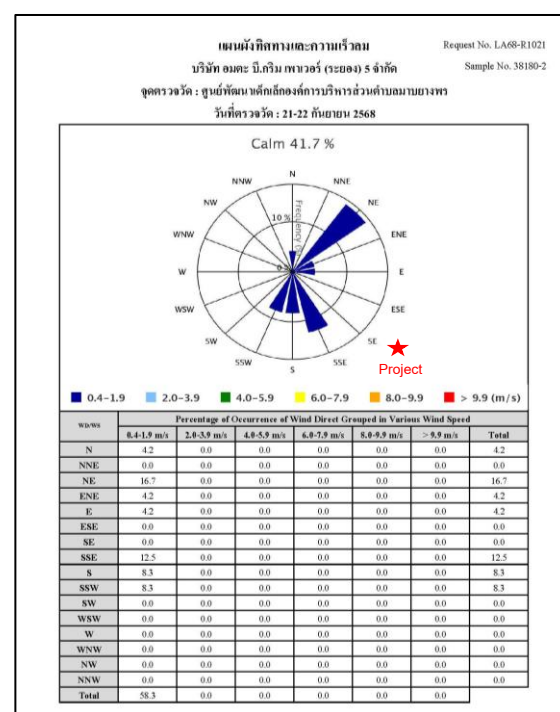 แผนผังทิศทางและความเร็วลม
Request No. LA68-R1021
บริษัท อมตะ บี.กริม เพาเวอร์ (ระยอง) 5 จำกัด
Sample No. 38180-2
จุดตรวจวัด : ศูนย์พัฒนาเด็กเล็กองค์การบริหารส่วนตำบลมาบยางพร
วันที่ตรวจวัด : 21-22 กันยายน 2568
Calm 41.7 %
N
NNW NNE
NW NE
WNW ENE
10 %
W E
WSW ESE
SW SE
SSW SSE
S
Project
0.4-1.9 2.0-3.9 4.0-5.9 6.0-7.9 8.0-9.9 > 9.9 (m/s)
WD/WS Percentage of Occurrence of Wind Direct Grouped in Various Wind Speed
0.4-1.9 m/s 2.0-3.9 m/s 4.0-5.9 m/s 6.0-7.9 m/s 8.0-9.9 m/s > 9.9 m/s Total
N 4.2 0.0 0.0 0.0 0.0 0.0 4.2
NNE 0.0 0.0 0.0 0.0 0.0 0.0 0.0
NE 16.7 0.0 0.0 0.0 0.0 0.0 16.7
ENE 4.2 0.0 0.0 0.0 0.0 0.0 4.2
E 4.2 0.0 0.0 0.0 0.0 0.0 4.2
ESE 0.0 0.0 0.0 0.0 0.0 0.0 0.0
SE 0.0 0.0 0.0 0.0 0.0 0.0 0.0
SSE 12.5 0.0 0.0 0.0 0.0 0.0 12.5
S 8.3 0.0 0.0 0.0 0.0 0.0 8.3
SSW 8.3 0.0 0.0 0.0 0.0 0.0 8.3
SW 0.0 0.0 0.0 0.0 0.0 0.0 0.0
WSW 0.0 0.0 0.0 0.0 0.0 0.0 0.0
W 0.0 0.0 0.0 0.0 0.0 0.0 0.0
WNW 0.0 0.0 0.0 0.0 0.0 0.0 0.0
NW 0.0 0.0 0.0 0.0 0.0 0.0 0.0
NNW 0.0 0.0 0.0 0.0 0.0 0.0 0.0
Total 58.3 0.0 0.0 0.0 0.0 0.0